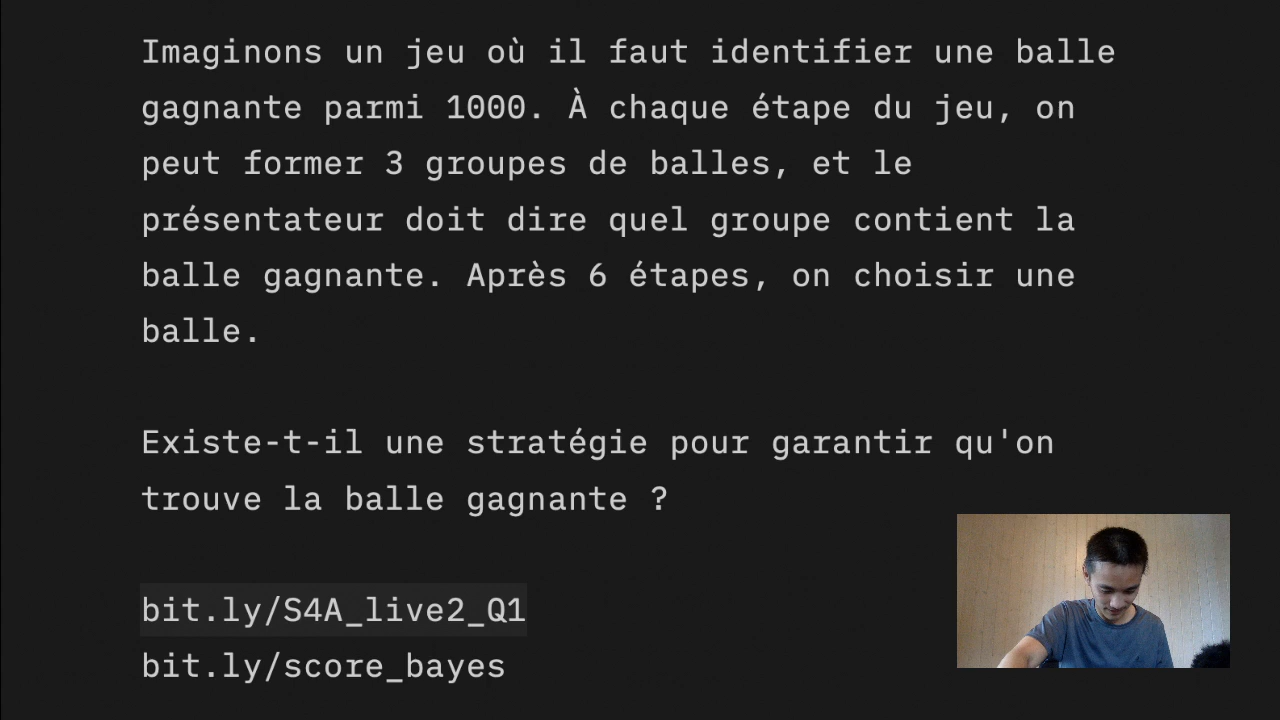 Imaginons un jeu où il faut identifier une balle
gagnante parmi 1000. À chaque étape du jeu, on
peut former 3 groupes de balles, et le
présentateur doit dire quel groupe contient la
balle gagnante. Après 6 étapes, on choisir une
balle.
Existe-t-il une stratégie pour garantir qu'on
trouve la balle gagnante ?
bit.ly/S4A_live2_Q1
bit.ly/score_bayes